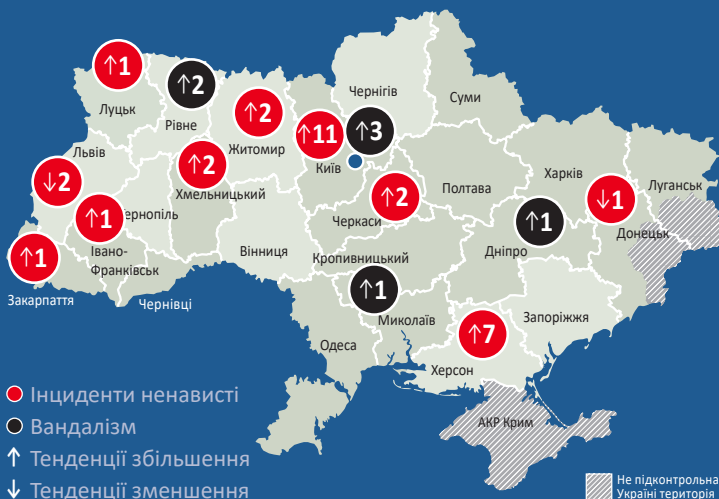 ↑1
↑2
Чернігів
Суми
Луцьк
↑2
↑3
Рівне
↑11
Житомир
Львів
↑2
Київ
Харків
Луганськ
↓2
Хмельницький
↑2
Полтава
↓1
↑1
ернопіль
Черкаси
↑1
Донецьк
Івано-
Франківськ
Вінниця
Кропивницький
Дніпро
↑1
Закарпаття
Чернівці
↑1
Миколаїв
Запоріжжя
Одеса
↑7
Херсон
Інциденти ненависті
Вандалізм
АКР Крим
↑ Тенденції збільшення
↓ Тенденції зменшення
Не підконтрольна
Україні територія